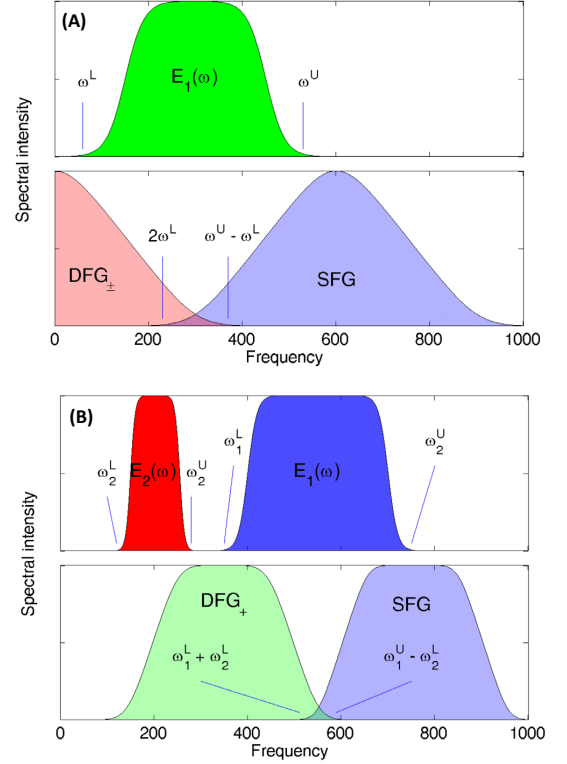 (A)
E₁(ω)
ω^L
ω^U
2ω^L
ω^U - ω^L
DFG±
SFG
0 200 400 600 800 1000
Frequency
Spectral intensity
(B)
ω₁^L
ω₂^U
ω₂^L
E₂(ω)
ω₂^U
E₁(ω)
DFG₊
SFG
ω₁^L + ω₂^L
ω₁^U - ω₂^L
0 200 400 600 800 1000
Frequency
Spectral intensity